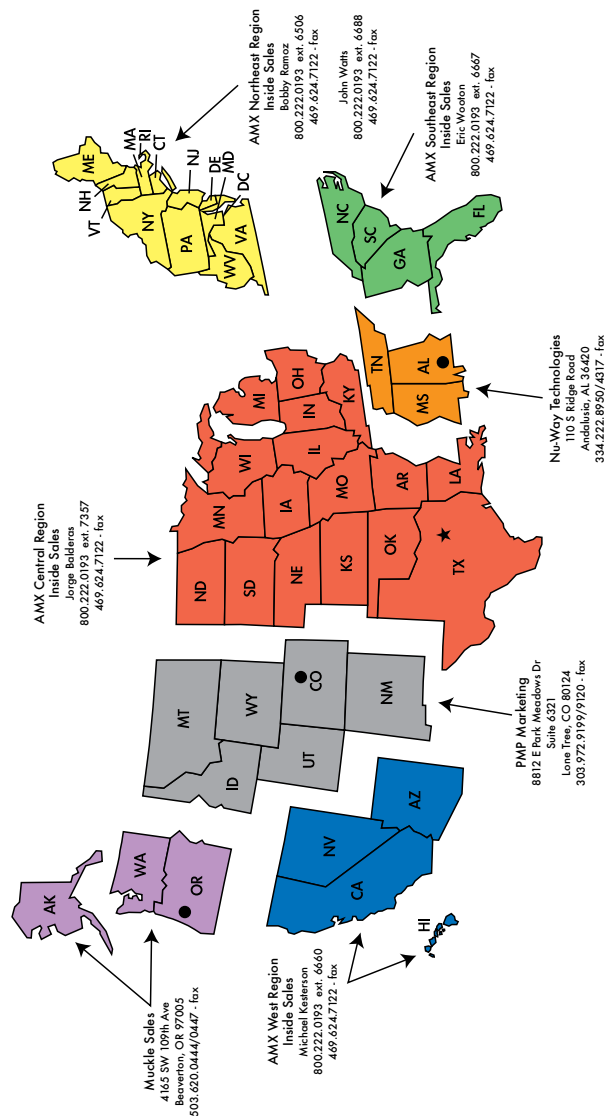 Muckle Sales
4165 SW 109th Ave
Beaverton, OR 97005
503.620.0444/0447 - fax
AMX West Region
Inside Sales
Michael Kesterson
800.222.0193 ext. 6660
469.624.7122 - fax
PMP Marketing
8812 E Park Meadows Dr
Suite 6321
Lone Tree, CO 80124
303.972.9199/9120 - fax
AMX Central Region
Inside Sales
Jorge Balderas
800.222.0193 ext. 7357
469.624.7122 - fax
Nu-Way Technologies
110 S Ridge Road
Andalusia, AL 36420
334.222.8950/4317 - fax
AMX Northeast Region
Inside Sales
Bobby Ramoz
800.222.0193 ext. 6506
469.624.7122 - fax
John Watts
800.222.0193 ext. 6688
469.624.7122 - fax
AMX Southeast Region
Inside Sales
Eric Wooton
800.222.0193 ext. 6667
469.624.7122 - fax
AK
WA
OR
CA
NV
AZ
HI
MT
ID
WY
UT
CO
NM
ND
SD
NE
KS
OK
TX
MN
IA
MO
AR
LA
WI
IL
MI
IN
OH
KY
TN
MS
AL
NC
SC
GA
FL
ME
NH
VT
MA
RI
CT
NY
NJ
PA
DE
MD
DC
WV
VA